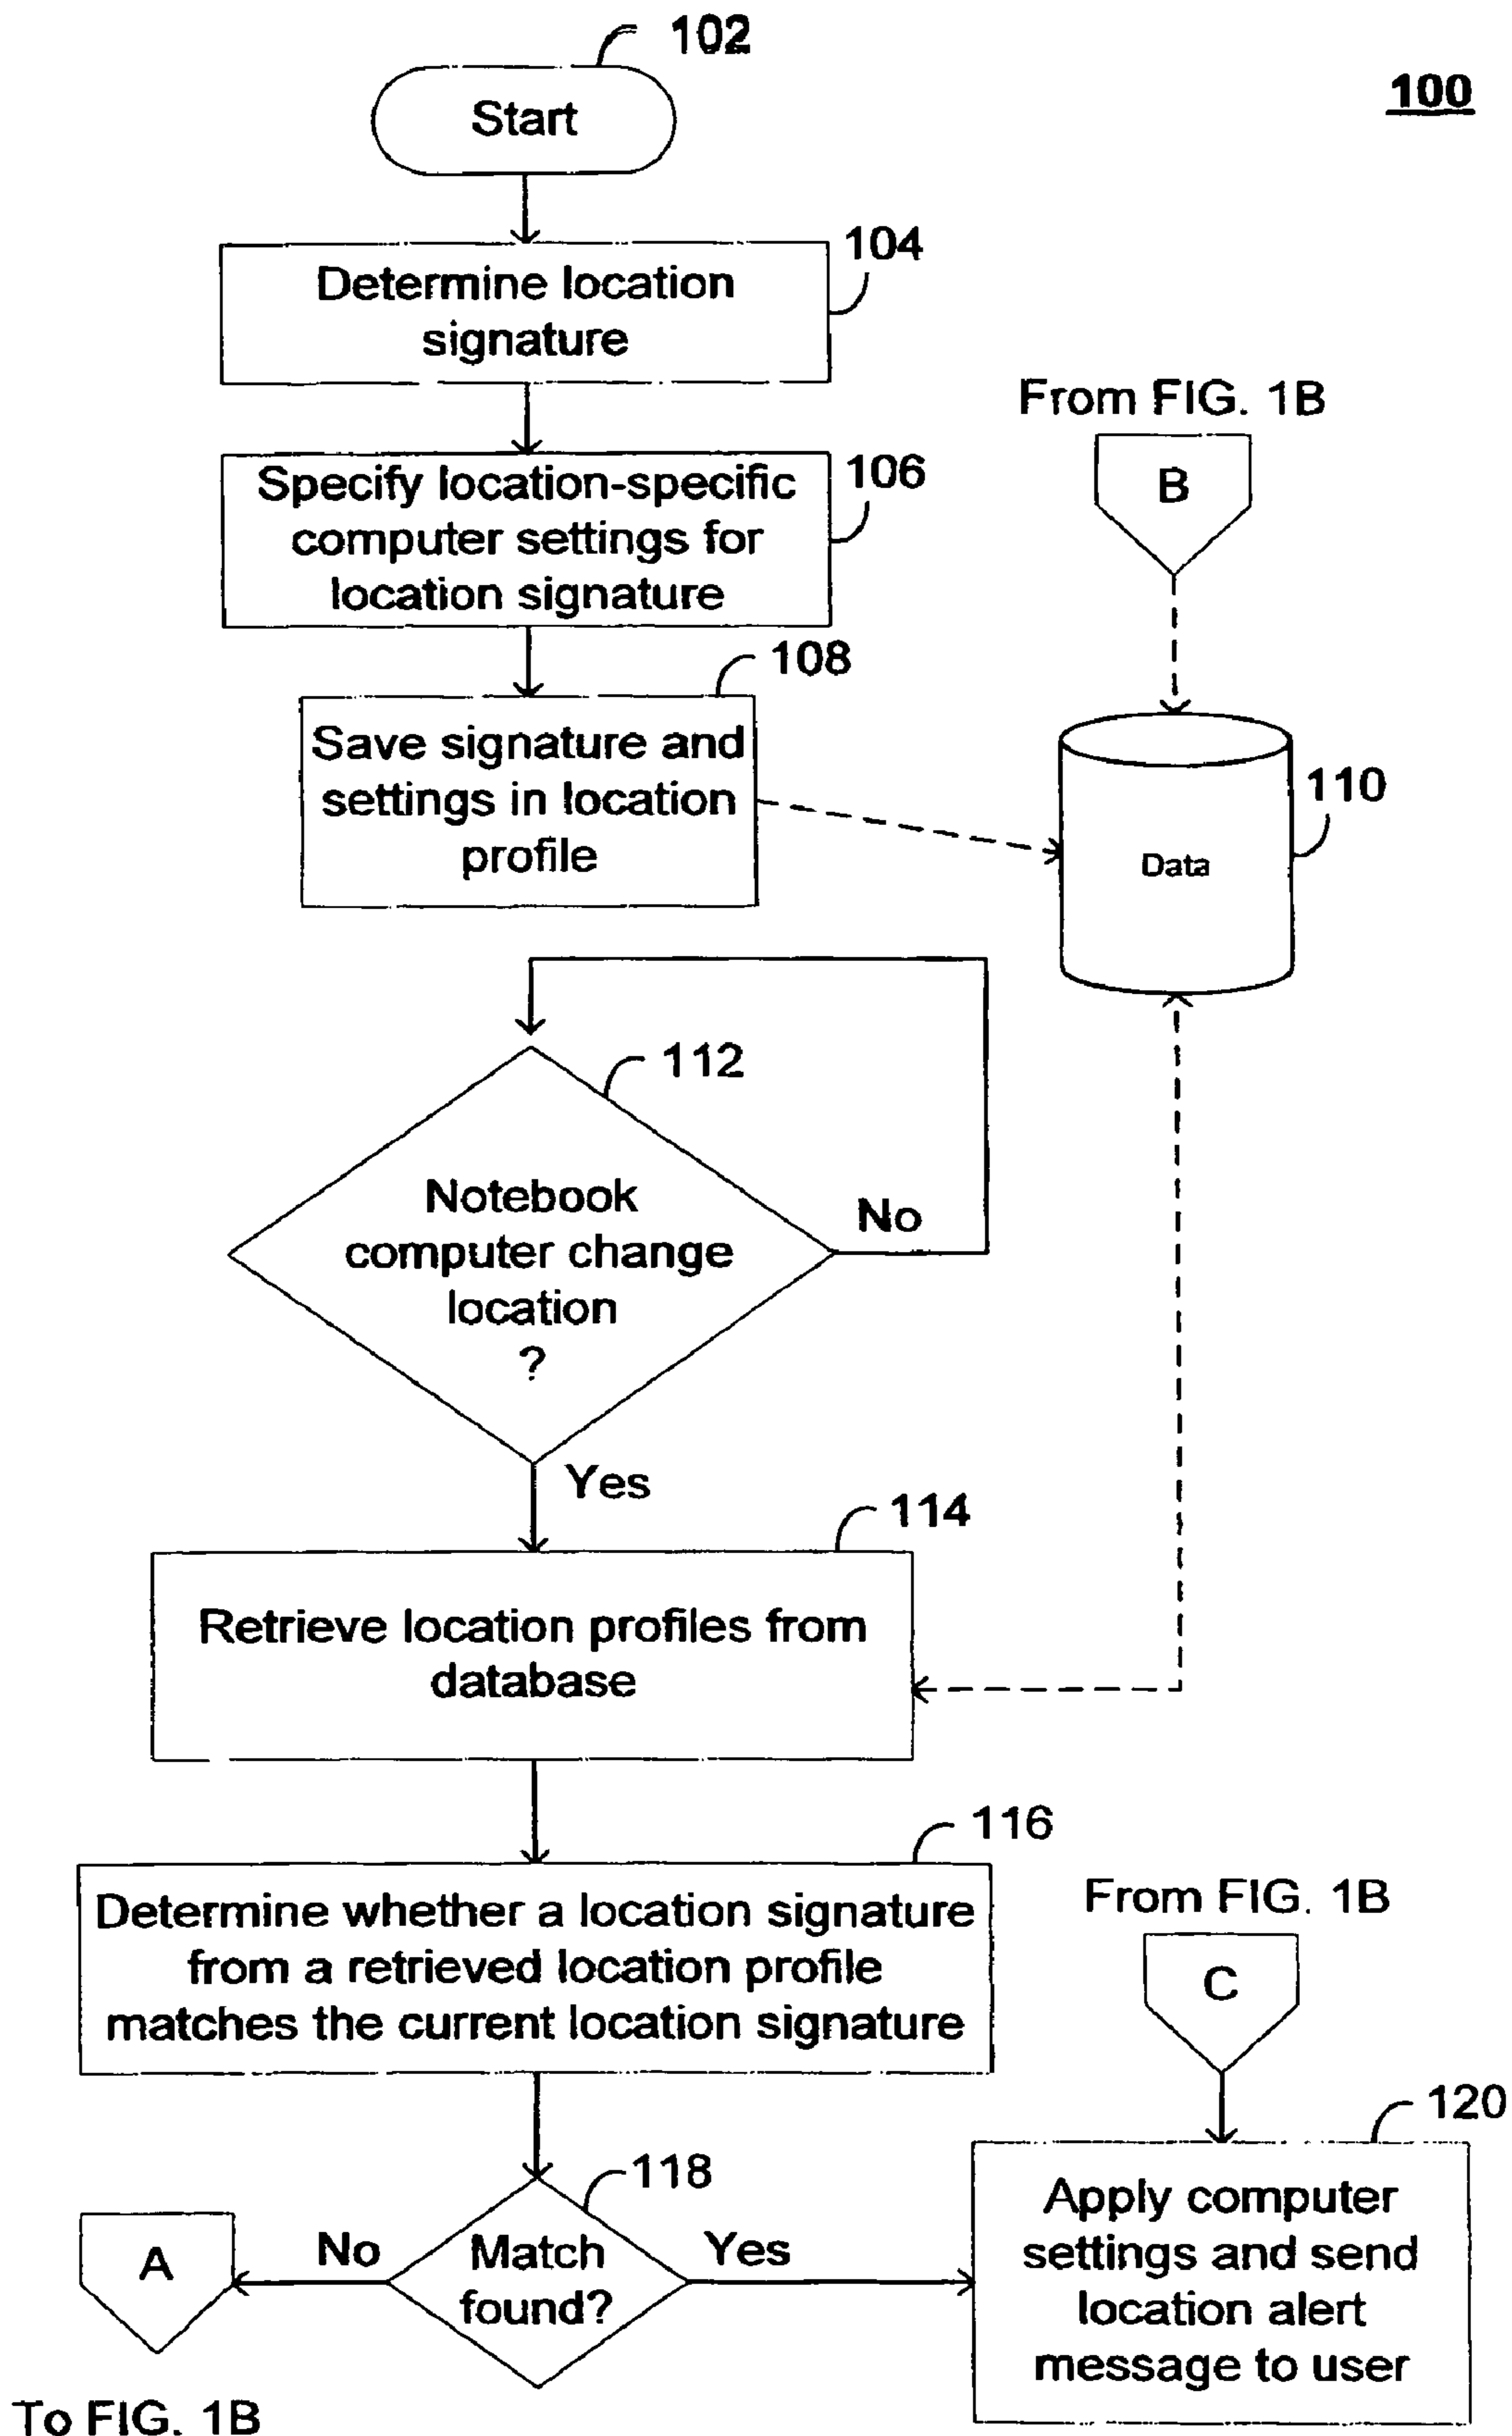 102
100
Start
104
Determine location
signature
From FIG. 1B
106
Specify location-specific
computer settings for
location signature
B
108
Save signature and
settings in location
profile
110
Data
112
Notebook
computer change
location
?
No
Yes
114
Retrieve location profiles from
database
116
Determine whether a location signature
from a retrieved location profile
matches the current location signature
From FIG. 1B
C
120
118
Match
found?
No
Yes
A
Apply computer
settings and send
location alert
message to user
To FIG. 1B